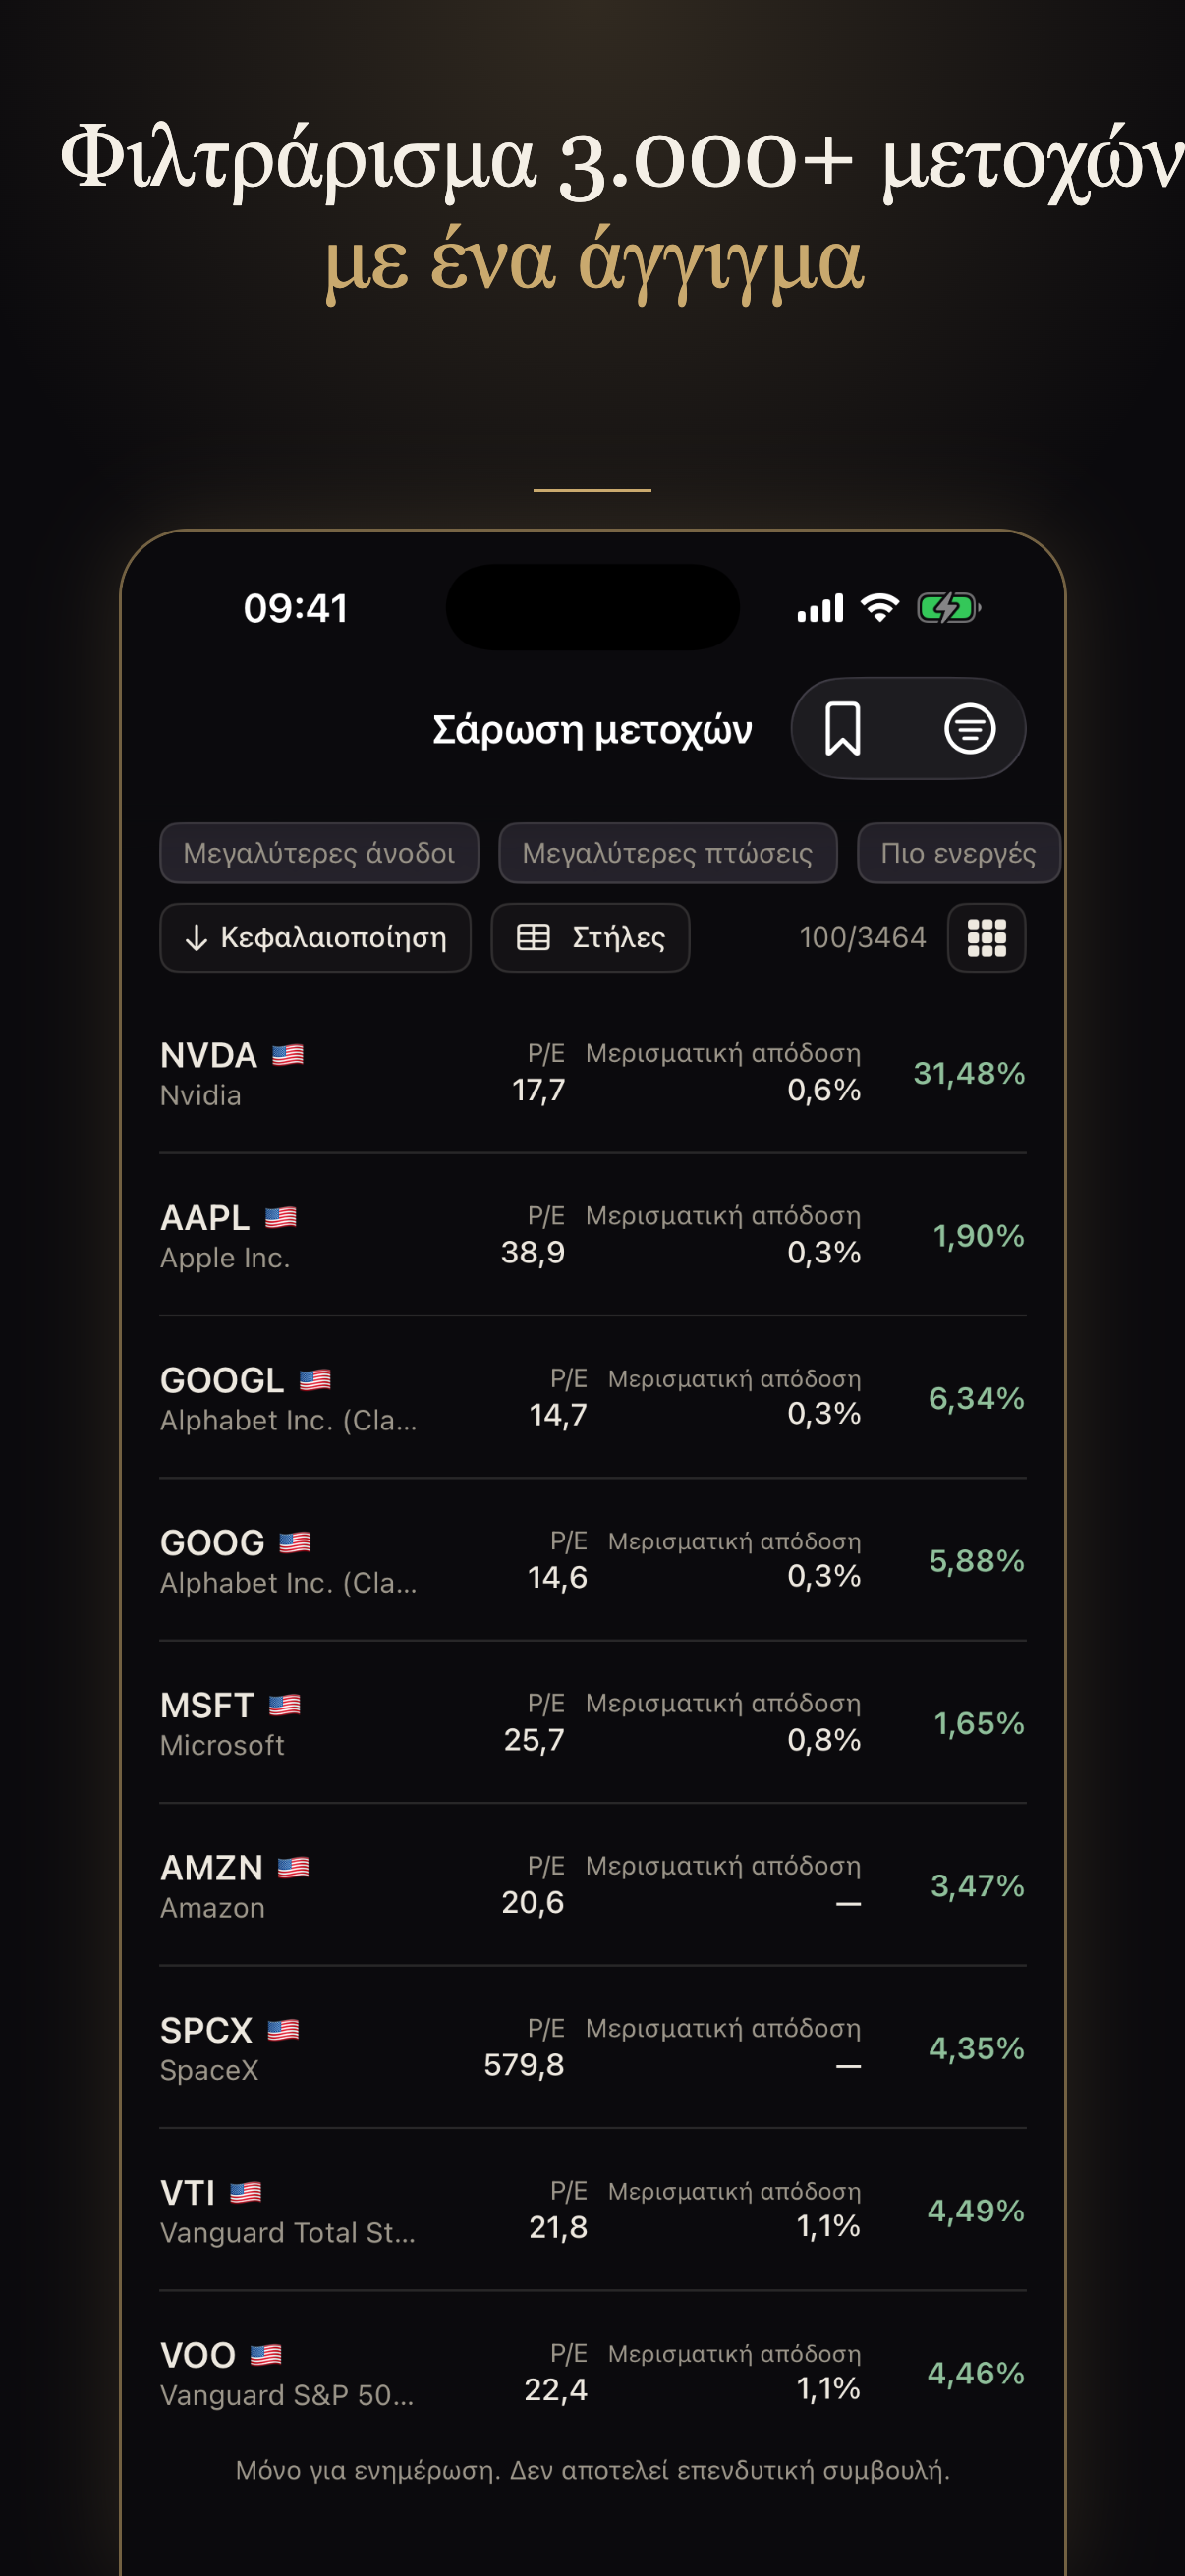 Φιλτράρισμα 3.000+ μετοχών
με ένα άγγιγμα
09:41
Σάρωση μετοχών
Μεγαλύτερες άνοδοι Μεγαλύτερες πτώσεις Πιο ενεργές
↓ Κεφαλαιοποίηση Στήλες 100/3464
NVDA 🇺🇸 P/E Μερισματική απόδοση 31,48%
Nvidia 17,7 0,6%
AAPL 🇺🇸 P/E Μερισματική απόδοση 1,90%
Apple Inc. 38,9 0,3%
GOOGL 🇺🇸 P/E Μερισματική απόδοση 6,34%
Alphabet Inc. (Cla... 14,7 0,3%
GOOG 🇺🇸 P/E Μερισματική απόδοση 5,88%
Alphabet Inc. (Cla... 14,6 0,3%
MSFT 🇺🇸 P/E Μερισματική απόδοση 1,65%
Microsoft 25,7 0,8%
AMZN 🇺🇸 P/E Μερισματική απόδοση 3,47%
Amazon 20,6 —
SPCX 🇺🇸 P/E Μερισματική απόδοση 4,35%
SpaceX 579,8 —
VTI 🇺🇸 P/E Μερισματική απόδοση 4,49%
Vanguard Total St... 21,8 1,1%
VOO 🇺🇸 P/E Μερισματική απόδοση 4,46%
Vanguard S&P 50... 22,4 1,1%
Μόνο για ενημέρωση. Δεν αποτελεί επενδυτική συμβουλή.